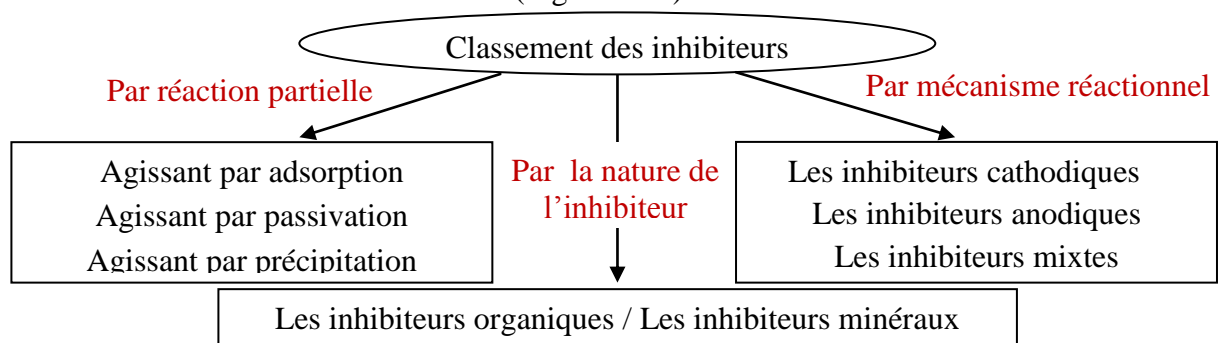 Classement des inhibiteurs
Par réaction partielle
Par mécanisme réactionnel
Agissant par adsorption
Agissant par passivation
Agissant par précipitation
Par la nature de
l’inhibiteur
Les inhibiteurs cathodiques
Les inhibiteurs anodiques
Les inhibiteurs mixtes
Les inhibiteurs organiques / Les inhibiteurs minéraux